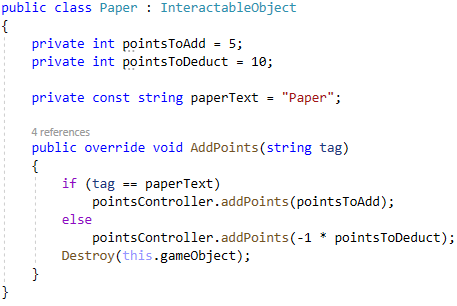 public class Paper : InteractableObject
{
    private int pointsToAdd = 5;
    private int pointsToDeduct = 10;

    private const string paperText = "Paper";

    4 references
    public override void AddPoints(string tag)
    {
        if (tag == paperText)
            pointsController.addPoints(pointsToAdd);
        else
            pointsController.addPoints(-1 * pointsToDeduct);
        Destroy(this.gameObject);
    }
}